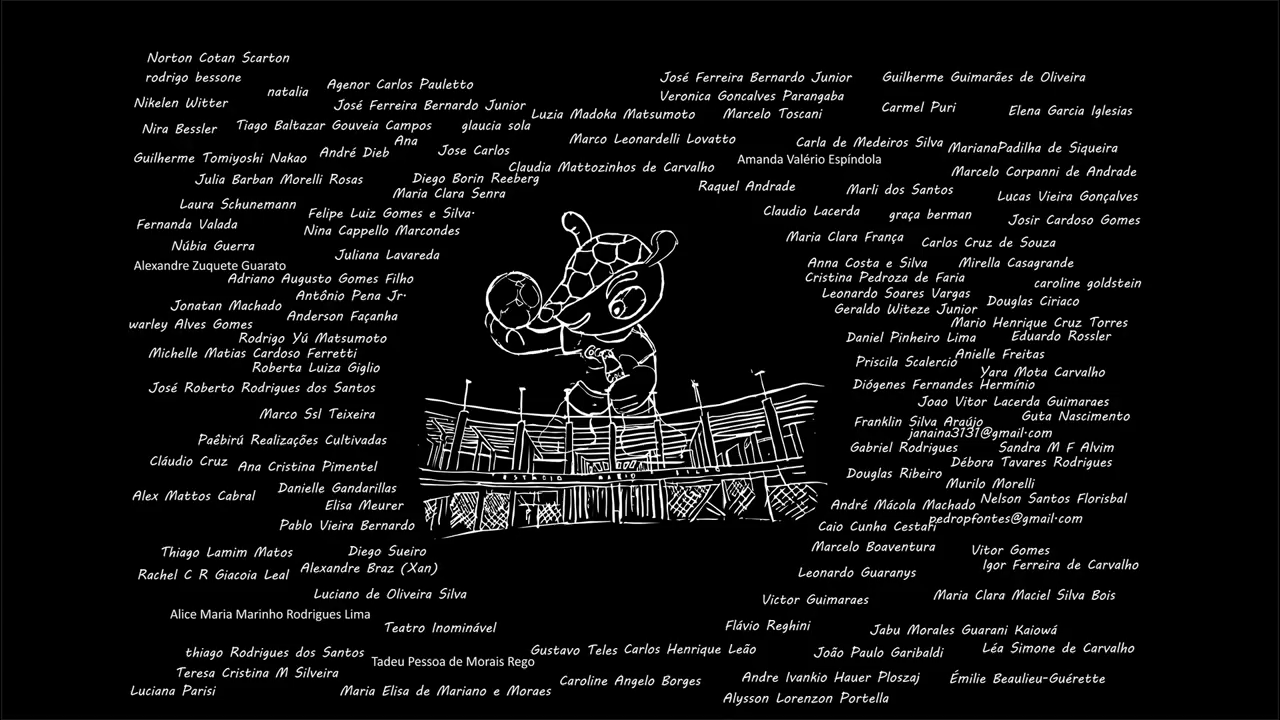 Norton Cotan Scarton
rodrigo bessone
natalia
Agenor Carlos Pauletto
Nikelen Witter
José Ferreira Bernardo Junior
Nira Bessler
Tiago Baltazar Gouveia Campos
glaucia sola
Ana
Guilherme Tomiyoshi Nakao
André Dieb
Jose Carlos
Julia Barban Morelli Rosas
Diego Borin Reeberg
Maria Clara Senra
Laura Schunemann
Felipe Luiz Gomes e Silva.
Fernanda Valada
Nina Cappello Marcondes
Núbia Guerra
Juliana Lavareda
Alexandre Zuquete Guarato
Adriano Augusto Gomes Filho
Antônio Pena Jr.
Jonatan Machado
Anderson Façanha
warley Alves Gomes
Rodrigo Yú Matsumoto
Michelle Matias Cardoso Ferretti
Roberta Luiza Giglio
José Roberto Rodrigues dos Santos
Marco Ssl Teixeira
Paêbirú Realizações Cultivadas
Cláudio Cruz
Ana Cristina Pimentel
Alex Mattos Cabral
Danielle Gandarillas
Elisa Meurer
Pablo Vieira Bernardo
Thiago Lamim Matos
Diego Sueiro
Rachel C R Giacoia Leal
Alexandre Braz (Xan)
Luciano de Oliveira Silva
Alice Maria Marinho Rodrigues Lima
Teatro Inominável
thiago Rodrigues dos Santos
Tadeu Pessoa de Morais Rego
Teresa Cristina M Silveira
Luciana Parisi
Maria Elisa de Mariano e Moraes
José Ferreira Bernardo Junior
Guilherme Guimarães de Oliveira
Veronica Goncalves Parangaba
Luzia Madoka Matsumoto
Marcelo Toscani
Carmel Puri
Elena Garcia Iglesias
Marco Leonardelli Lovatto
Carla de Medeiros Silva
MarianaPadilha de Siqueira
Claudia Mattozinhos de Carvalho
Amanda Valério Espíndola
Marcelo Corpanni de Andrade
Raquel Andrade
Marli dos Santos
Lucas Vieira Gonçalves
Claudio Lacerda
graça berman
Josir Cardoso Gomes
Maria Clara França
Carlos Cruz de Souza
Anna Costa e Silva
Mirella Casagrande
Cristina Pedroza de Faria
caroline goldstein
Leonardo Soares Vargas
Douglas Ciriaco
Geraldo Witeze Junior
Mario Henrique Cruz Torres
Daniel Pinheiro Lima
Eduardo Rossler
Priscila Scalercio
Anielle Freitas
Yara Mota Carvalho
Diógenes Fernandes Hermínio
Joao Vitor Lacerda Guimaraes
Franklin Silva Araújo
Guta Nascimento
janaina3131@gmail.com
Gabriel Rodrigues
Sandra M F Alvim
Débora Tavares Rodrigues
Douglas Ribeiro
Murilo Morelli
André Mácola Machado
Nelson Santos Florisbal
Caio Cunha Cestari
pedropfontes@gmail.com
Marcelo Boaventura
Vitor Gomes
Leonardo Guaranys
Igor Ferreira de Carvalho
Victor Guimaraes
Maria Clara Maciel Silva Bois
Flávio Reghini
Jabu Morales Guarani Kaiowá
Gustavo Teles
Carlos Henrique Leão
João Paulo Garibaldi
Léa Simone de Carvalho
Caroline Angelo Borges
Andre Ivankio Hauer Ploszaj
Émilie Beaulieu-Guérette
Alysson Lorenzon Portella
ESTÁDIO MARIO FILHO